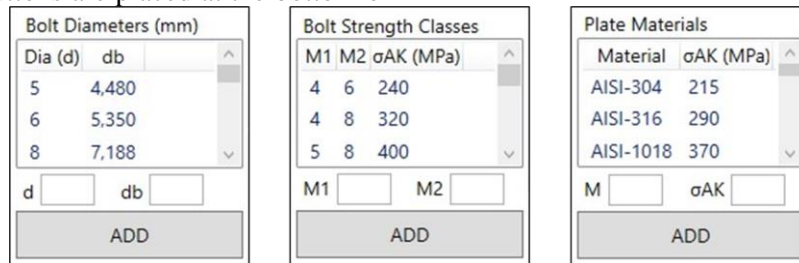 Bolt Diameters (mm)
Dia (d) db
5 4,480
6 5,350
8 7,188
d db
ADD
Bolt Strength Classes
M1 M2 σAK (MPa)
4 6 240
4 8 320
5 8 400
M1 M2
ADD
Plate Materials
Material σAK (MPa)
AISI-304 215
AISI-316 290
AISI-1018 370
M σAK
ADD